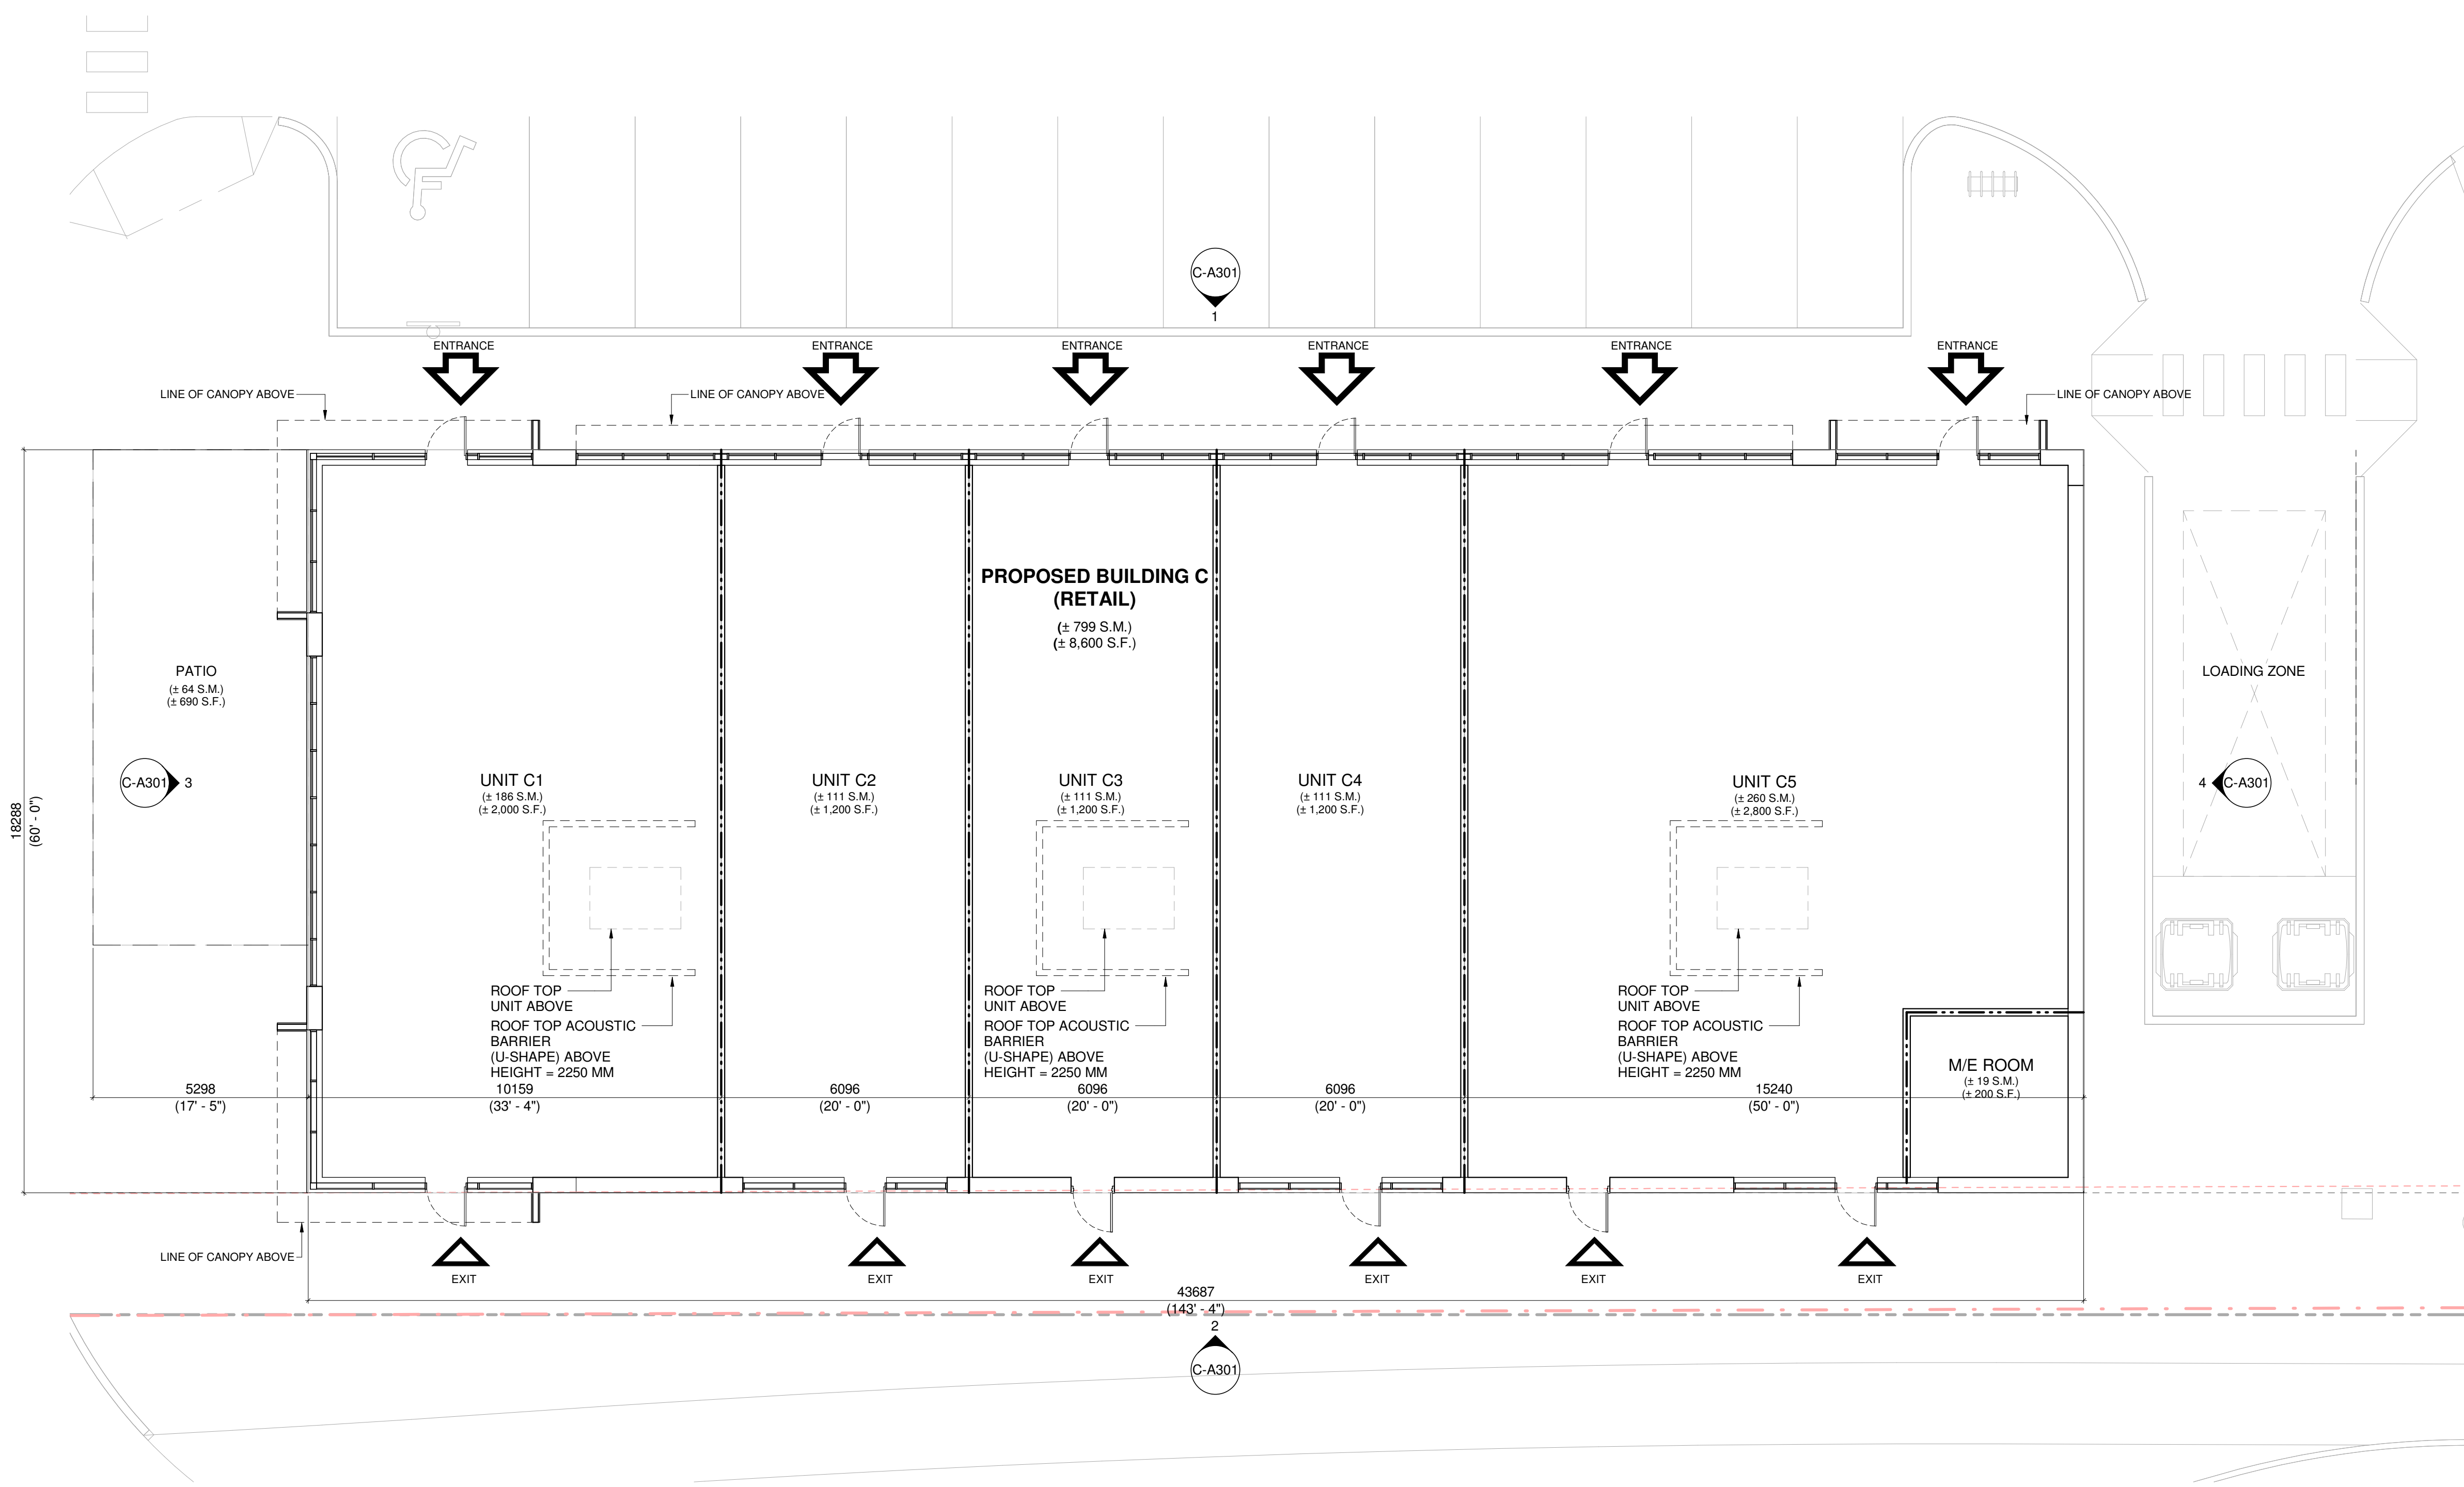 C-A301
1
ENTRANCE
ENTRANCE
ENTRANCE
ENTRANCE
ENTRANCE
ENTRANCE
LINE OF CANOPY ABOVE
LINE OF CANOPY ABOVE
LINE OF CANOPY ABOVE
PROPOSED BUILDING C
(RETAIL)
(± 799 S.M.)
(± 8,600 S.F.)
PATIO
(± 64 S.M.)
(± 690 S.F.)
LOADING ZONE
C-A301
3
UNIT C1
(± 186 S.M.)
(± 2,000 S.F.)
UNIT C2
(± 111 S.M.)
(± 1,200 S.F.)
UNIT C3
(± 111 S.M.)
(± 1,200 S.F.)
UNIT C4
(± 111 S.M.)
(± 1,200 S.F.)
UNIT C5
(± 260 S.M.)
(± 2,800 S.F.)
4
C-A301
18288
(60' - 0")
ROOF TOP
UNIT ABOVE
ROOF TOP ACOUSTIC
BARRIER
(U-SHAPE) ABOVE
HEIGHT = 2250 MM
ROOF TOP
UNIT ABOVE
ROOF TOP ACOUSTIC
BARRIER
(U-SHAPE) ABOVE
HEIGHT = 2250 MM
ROOF TOP
UNIT ABOVE
ROOF TOP ACOUSTIC
BARRIER
(U-SHAPE) ABOVE
HEIGHT = 2250 MM
M/E ROOM
(± 19 S.M.)
(± 200 S.F.)
5298
(17' - 5")
10159
(33' - 4")
6096
(20' - 0")
6096
(20' - 0")
6096
(20' - 0")
15240
(50' - 0")
LINE OF CANOPY ABOVE
EXIT
EXIT
EXIT
EXIT
EXIT
EXIT
43687
(143' - 4")
2
C-A301